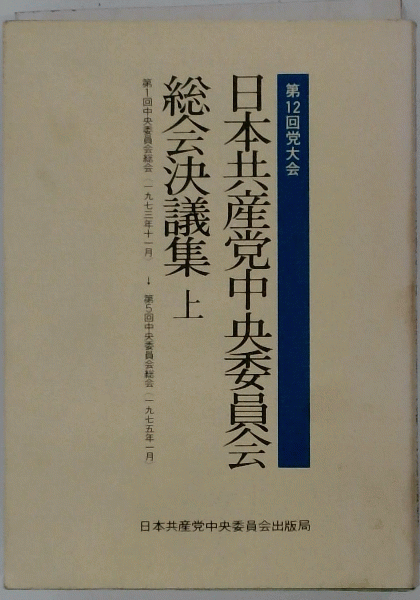 第12回党大会
日本共産党中央委員会
総会決議集 上
第1回中央委員会総会(一九七三年十一月)→第5回中央委員会総会(一九七五年一月)
日本共産党中央委員会出版局